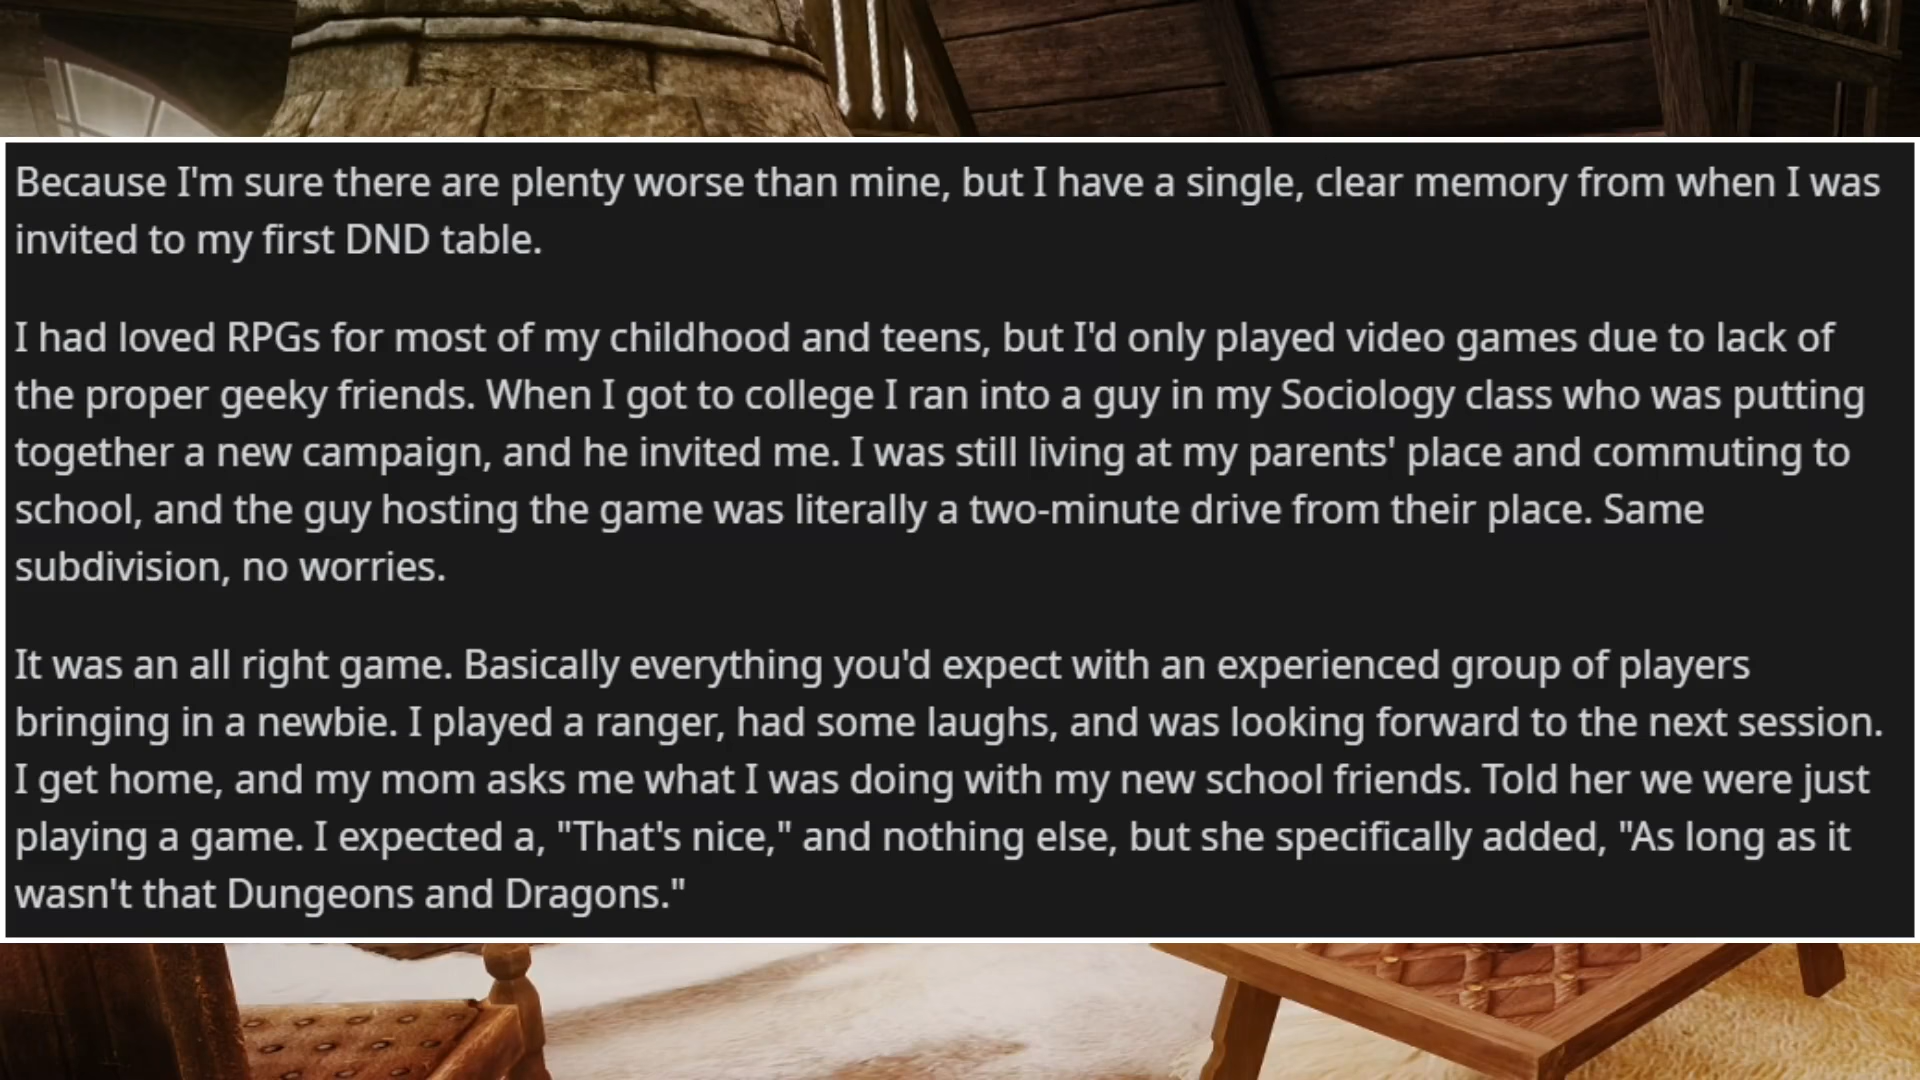 Because I'm sure there are plenty worse than mine, but I have a single, clear memory from when I was
invited to my first DND table.
I had loved RPGs for most of my childhood and teens, but I'd only played video games due to lack of
the proper geeky friends. When I got to college I ran into a guy in my Sociology class who was putting
together a new campaign, and he invited me. I was still living at my parents' place and commuting to
school, and the guy hosting the game was literally a two-minute drive from their place. Same
subdivision, no worries.
It was an all right game. Basically everything you'd expect with an experienced group of players
bringing in a newbie. I played a ranger, had some laughs, and was looking forward to the next session.
I get home, and my mom asks me what I was doing with my new school friends. Told her we were just
playing a game. I expected a, "That's nice," and nothing else, but she specifically added, "As long as it
wasn't that Dungeons and Dragons."